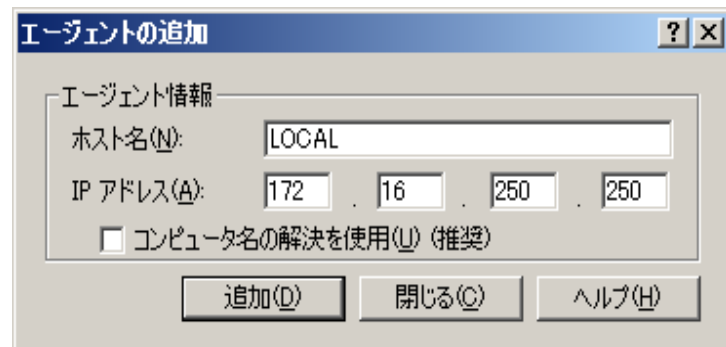 エージェントの追加
エージェント情報
ホスト名(N): LOCAL
IP アドレス(A): 172 . 16 . 250 . 250
コンピュータ名の解決を使用(U) (推奨)
追加(D) 閉じる(C) ヘルプ(H)